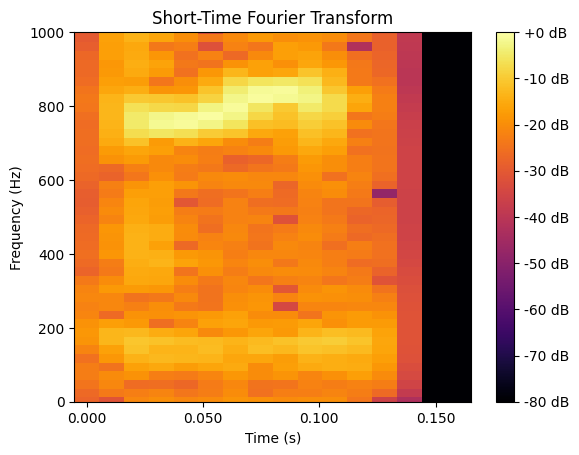 Short-Time Fourier Transform
1000
800
600
400
200
0
Frequency (Hz)
0.000
0.050
0.100
0.150
Time (s)
+0 dB
-10 dB
-20 dB
-30 dB
-40 dB
-50 dB
-60 dB
-70 dB
-80 dB